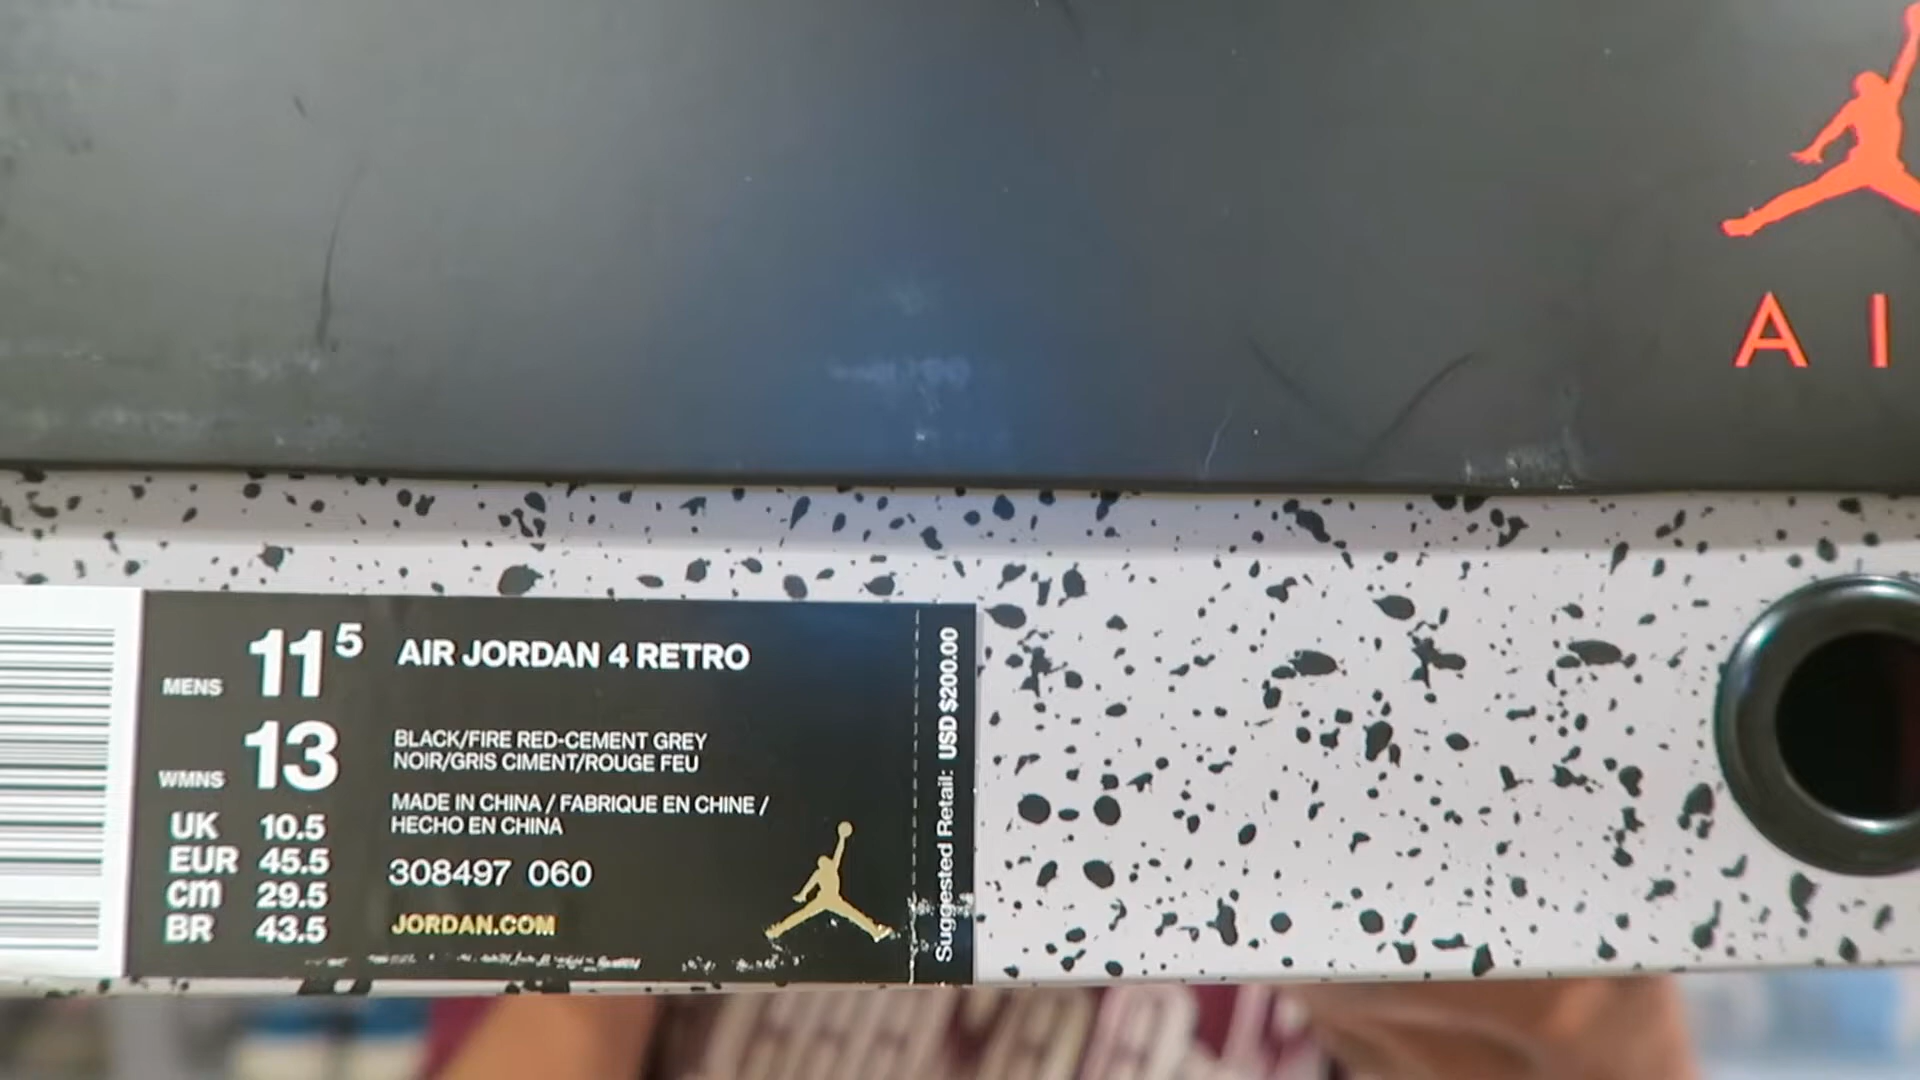 AI
11 5
MENS
AIR JORDAN 4 RETRO
13
WMNS
BLACK/FIRE RED-CEMENT GREY
NOIR/GRIS CIMENT/ROUGE FEU
MADE IN CHINA / FABRIQUE EN CHINE /
HECHO EN CHINA
UK 10.5
EUR 45.5
cm 29.5
BR 43.5
308497 060
JORDAN.COM
Suggested Retail: USD $200.00